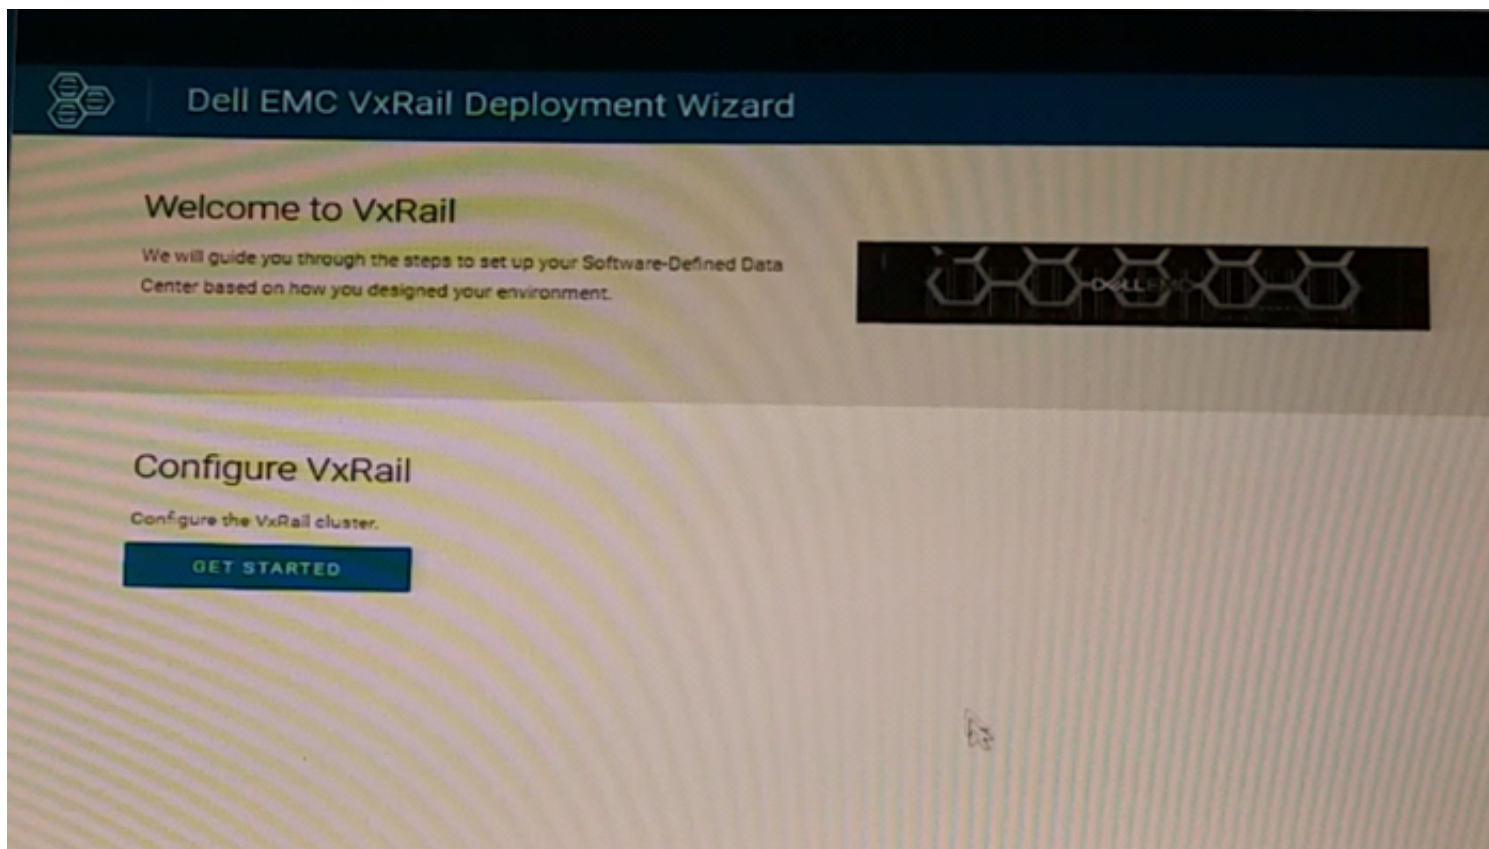 Dell EMC VxRail Deployment Wizard
Welcome to VxRail
We will guide you through the steps to set up your Software-Defined Data
Center based on how you designed your environment.
DELLEMC
Configure VxRail
Configure the VxRail cluster.
GET STARTED